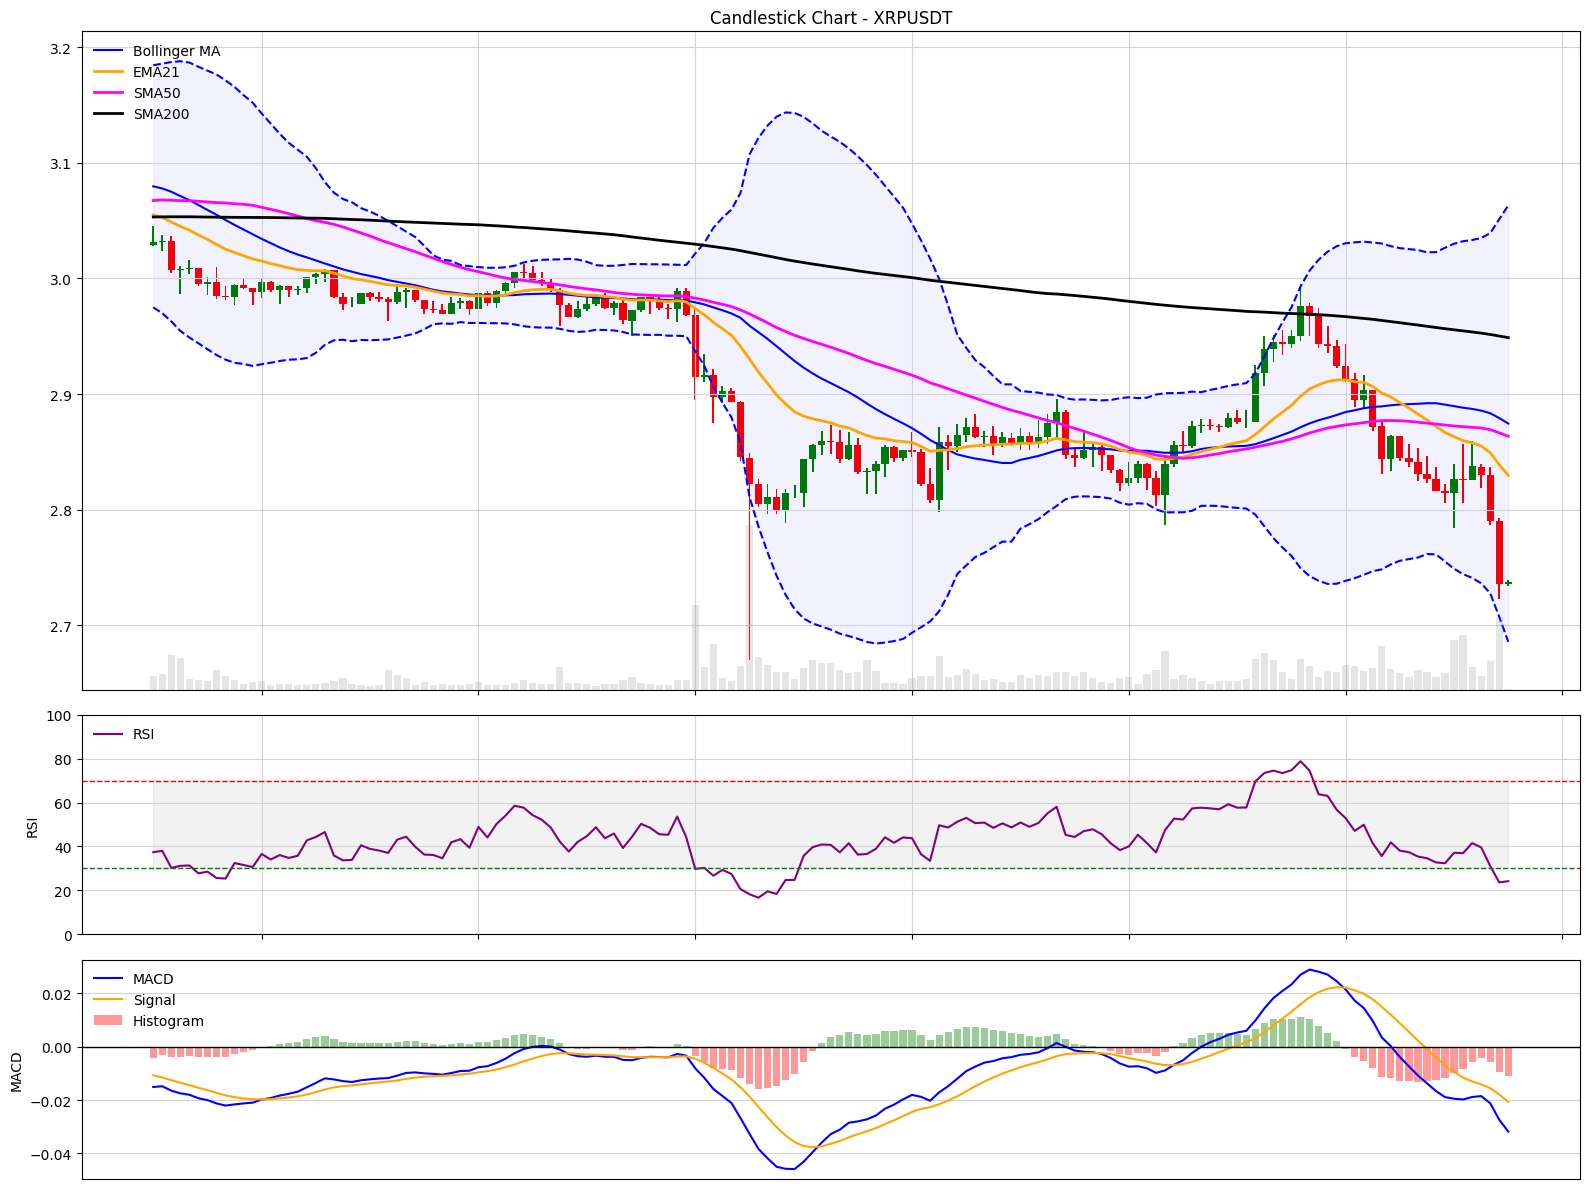 Candlestick Chart - XRPUSDT
Bollinger MA
EMA21
SMA50
SMA200
3.2
3.1
3.0
2.9
2.8
2.7
RSI
RSI
100
80
60
40
20
0
MACD
Signal
Histogram
MACD
0.02
0.00
−0.02
−0.04